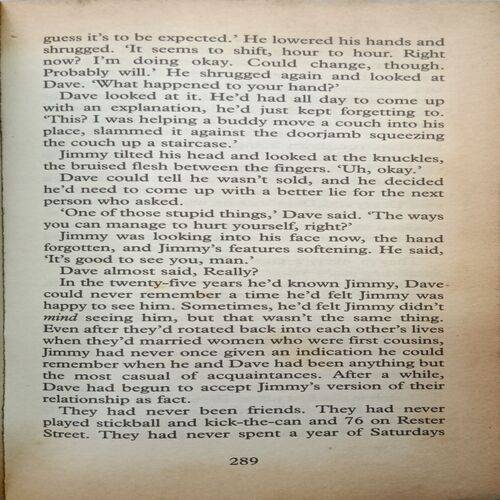 guess it's to be expected.' He lowered his hands and
shrugged. 'It seems to shift, hour to hour. Right
now? I'm doing okay. Could change, though.
Probably will.' He shrugged again and looked at
Dave. 'What happened to your hand?'
Dave looked at it. He'd had all day to come up
with an explanation, he'd just kept forgetting to.
'This? I was helping a buddy move a couch into his
place, slammed it against the doorjamb squeezing
the couch up a staircase.'
Jimmy tilted his head and looked at the knuckles,
the bruised flesh between the fingers. 'Uh, okay.'
Dave could tell he wasn't sold, and he decided
he'd need to come up with a better lie for the next
person who asked.
'One of those stupid things,' Dave said. 'The ways
you can manage to hurt yourself, right?'
Jimmy was looking into his face now, the hand
forgotten, and Jimmy's features softening. He said,
'It's good to see you, man.'
Dave almost said, Really?
In the twenty-five years he'd known Jimmy, Dave
could never remember a time he'd felt Jimmy was
happy to see him. Sometimes, he'd felt Jimmy didn't
mind seeing him, but that wasn't the same thing.
Even after they'd rotated back into each other's lives
when they'd married women who were first cousins,
Jimmy had never once given an indication he could
remember when he and Dave had been anything but
the most casual of acquaintances. After a while,
Dave had begun to accept Jimmy's version of their
relationship as fact.
They had never been friends. They had never
played stickball and kick-the-can and 76 on Rester
Street. They had never spent a year of Saturdays
289